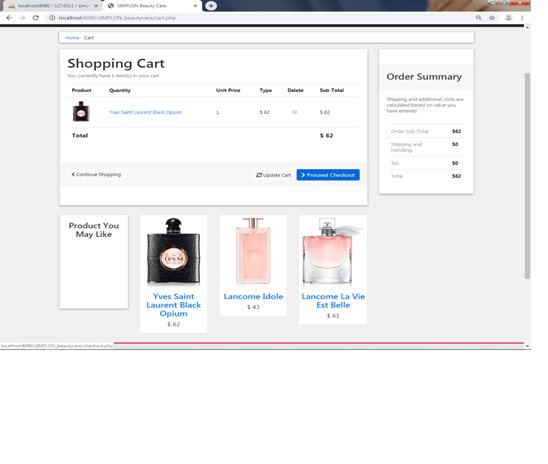 localhost:8080 / 127.0.0.1 / simp
SIMPLON Beauty Care
localhost:8080/sIMPLON_beautycare/cart.php
Home - Cart
Shopping Cart
You currently have 1 item(s) in your cart
Product Quantity Unit Price Type Delete Sub-Total
Yves Saint Laurent Black Opium 1 $ 62 $ 62
Total $ 62
Continue Shopping Update Cart Proceed Checkout
Order Summary
Shipping and additional costs are
calculated based on value you
have entered
Order Sub-Total $62
Shipping and
Handling $0
Tax $0
Total $62
Product You
May Like
BLACK
OPIUM
Yves Saint
Laurent Black
Opium
$ 62
Lancome Idole
$ 43
Lancome La Vie
Est Belle
$ 61
localhost:8080/sIMPLON_beautycare/checkout.php